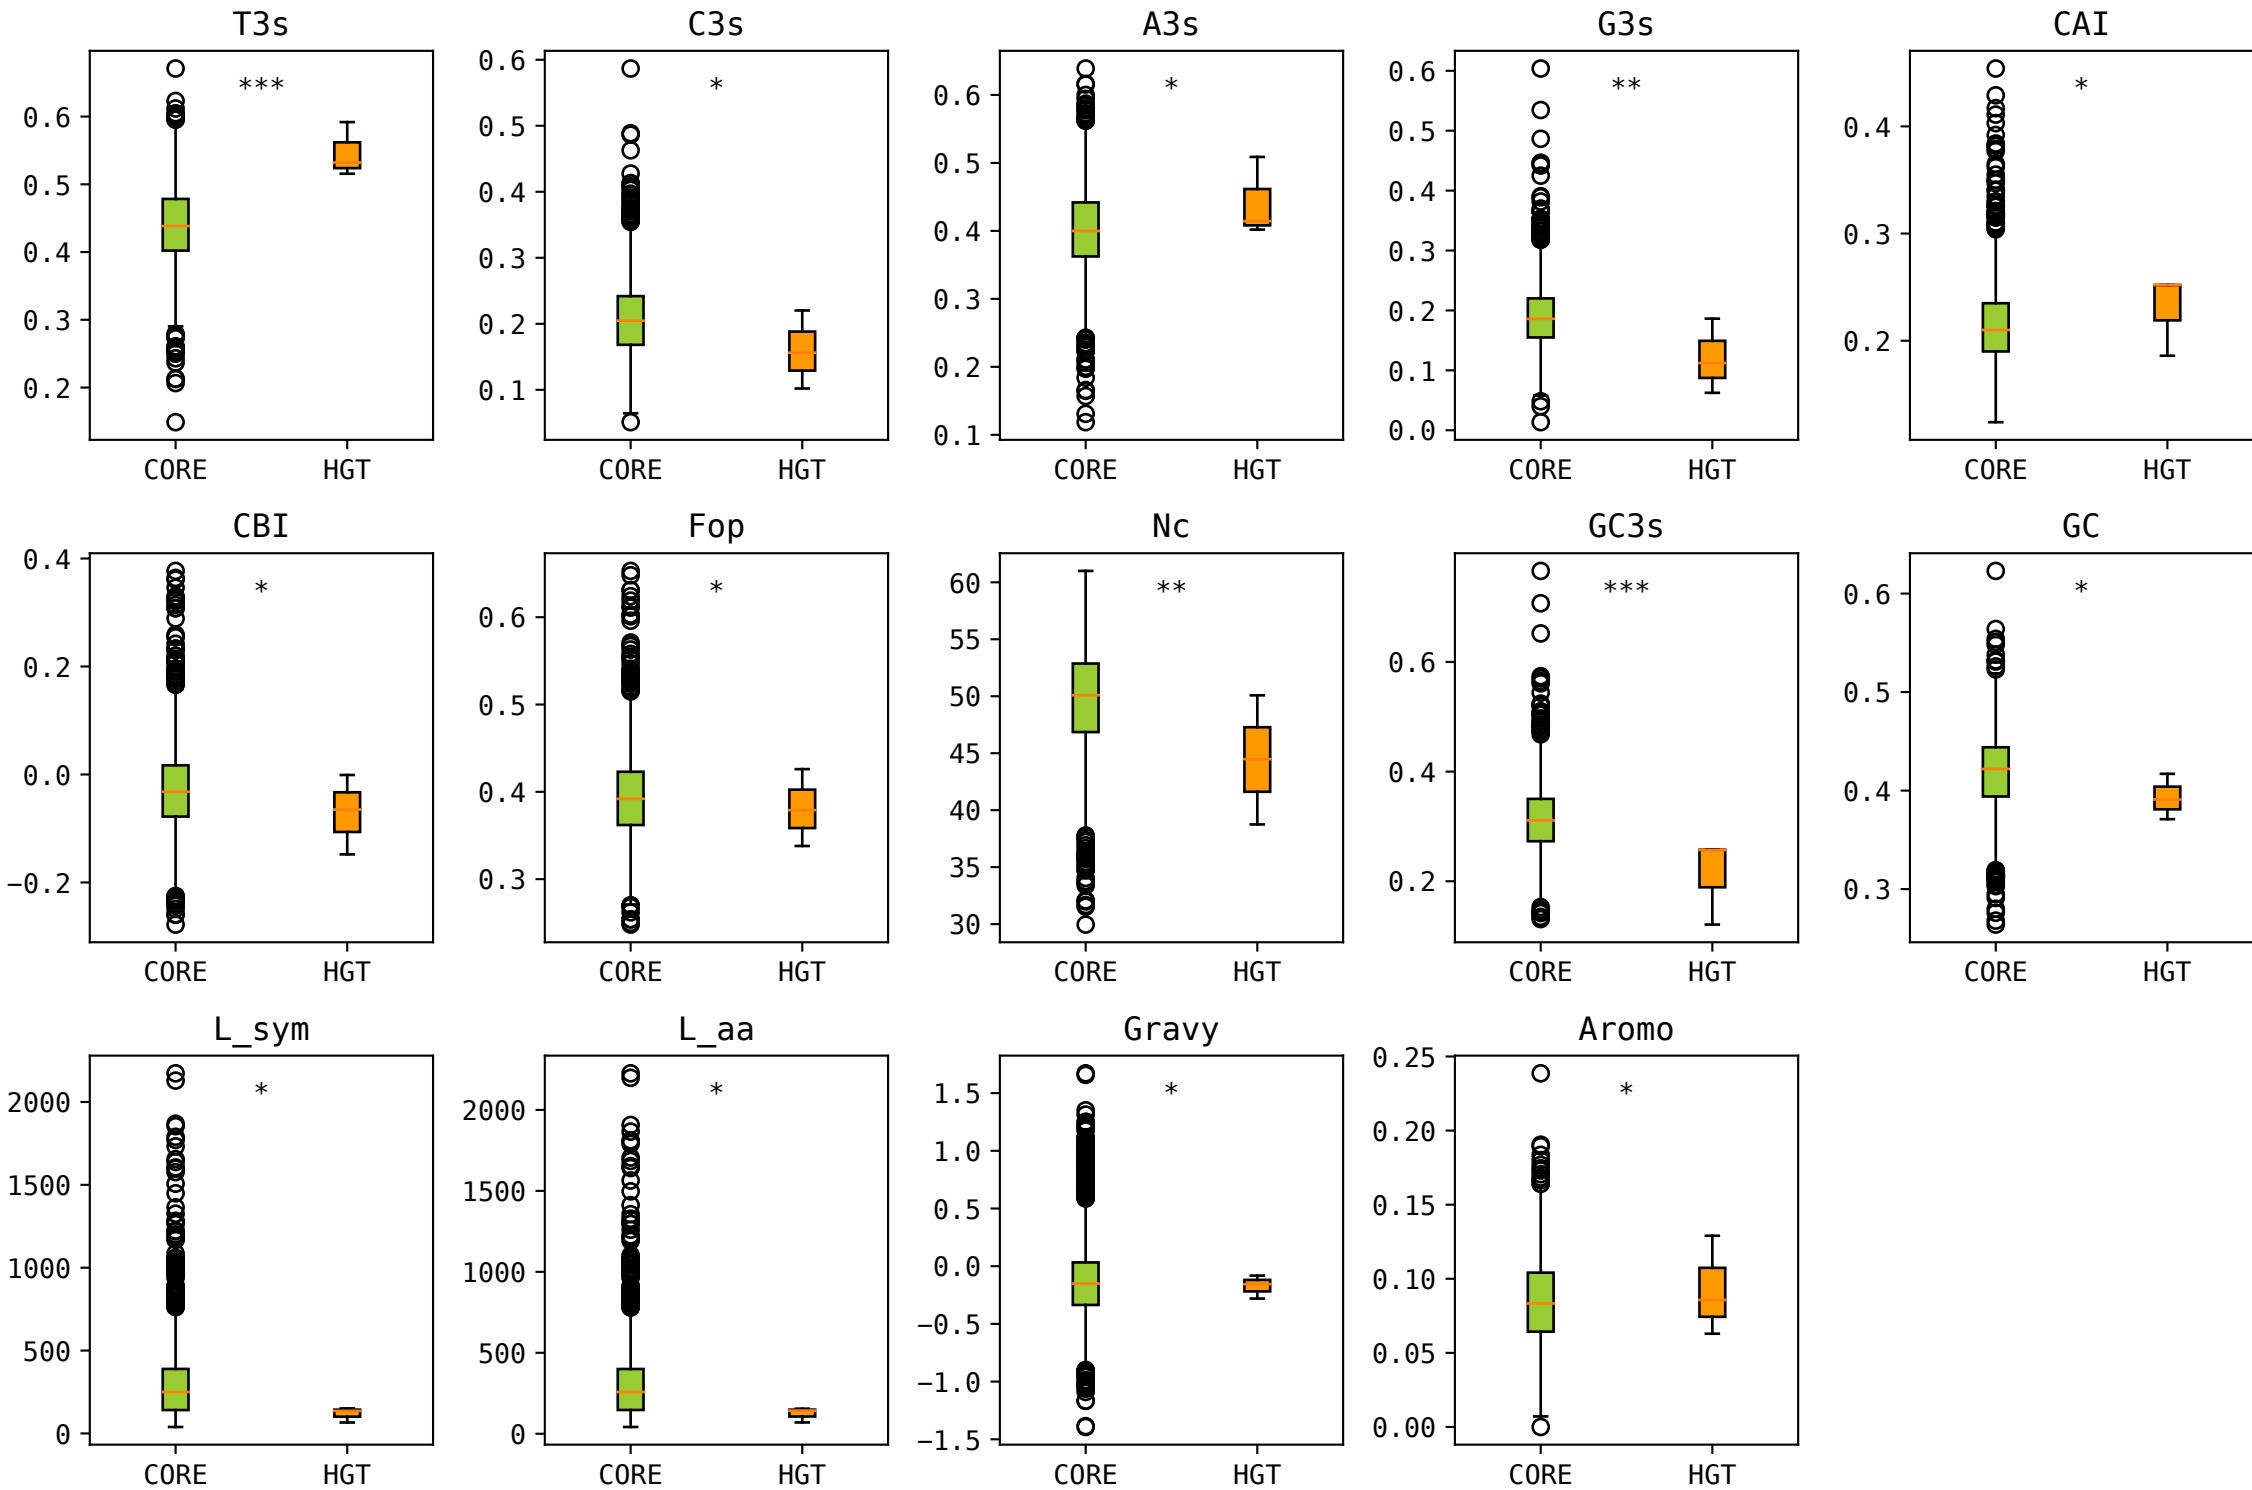 T3s C3s A3s G3s CAI
*** * * ** *
0.6 0.5 0.4 0.3 0.2
0.6 0.5 0.4 0.3 0.2 0.1
0.6 0.5 0.4 0.3 0.2 0.1
0.6 0.5 0.4 0.3 0.2 0.1 0.0
0.4 0.3 0.2
CORE HGT CORE HGT CORE HGT CORE HGT CORE HGT
CBI Fop Nc GC3s GC
* * ** *** *
0.4 0.2 0.0 −0.2
0.6 0.5 0.4 0.3
60 55 50 45 40 35 30
0.6 0.4 0.2
0.6 0.5 0.4 0.3
CORE HGT CORE HGT CORE HGT CORE HGT CORE HGT
L_sym L_aa Gravy Aromo
* * * *
2000 1500 1000 500 0
2000 1500 1000 500 0
1.5 1.0 0.5 0.0 −0.5 −1.0 −1.5
0.25 0.20 0.15 0.10 0.05 0.00
CORE HGT CORE HGT CORE HGT CORE HGT